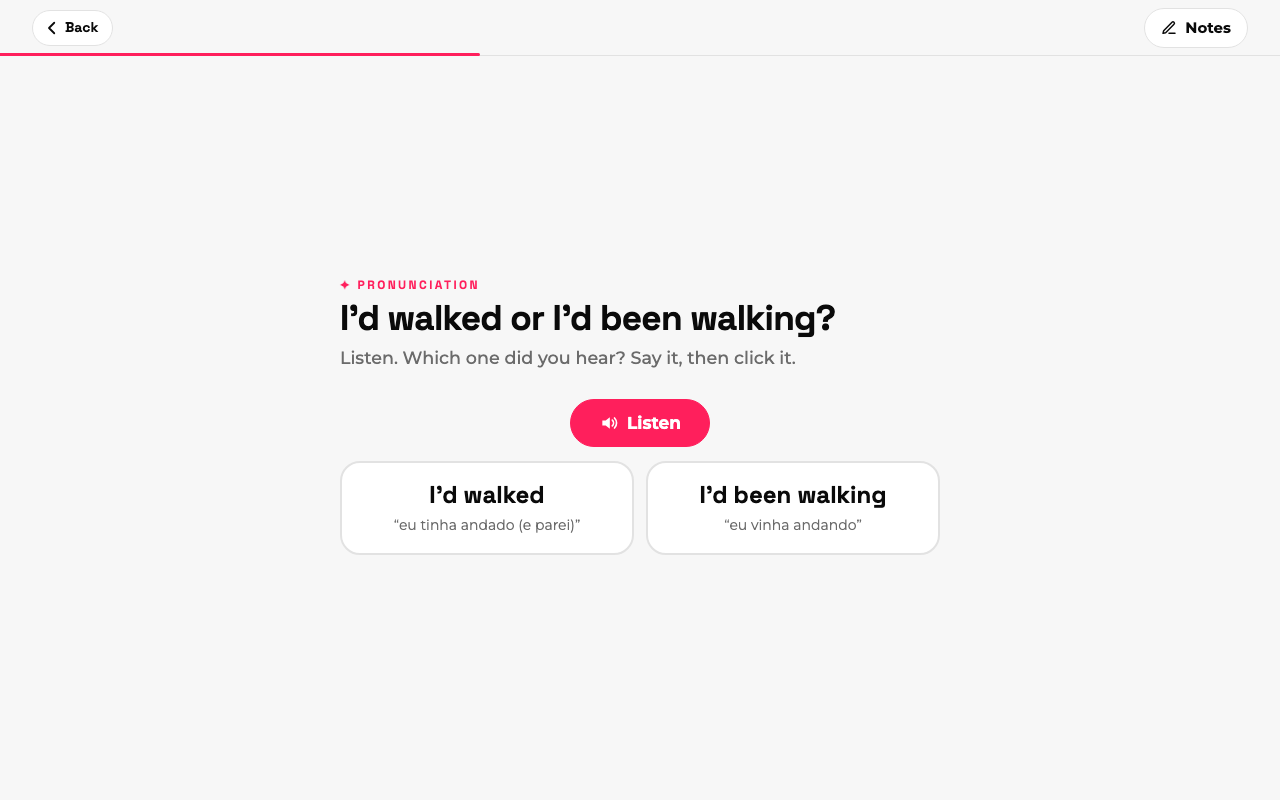 Back
Notes
✦ PRONUNCIATION
I’d walked or I’d been walking?
Listen. Which one did you hear? Say it, then click it.
Listen
I’d walked
“eu tinha andado (e parei)”
I’d been walking
“eu vinha andando”